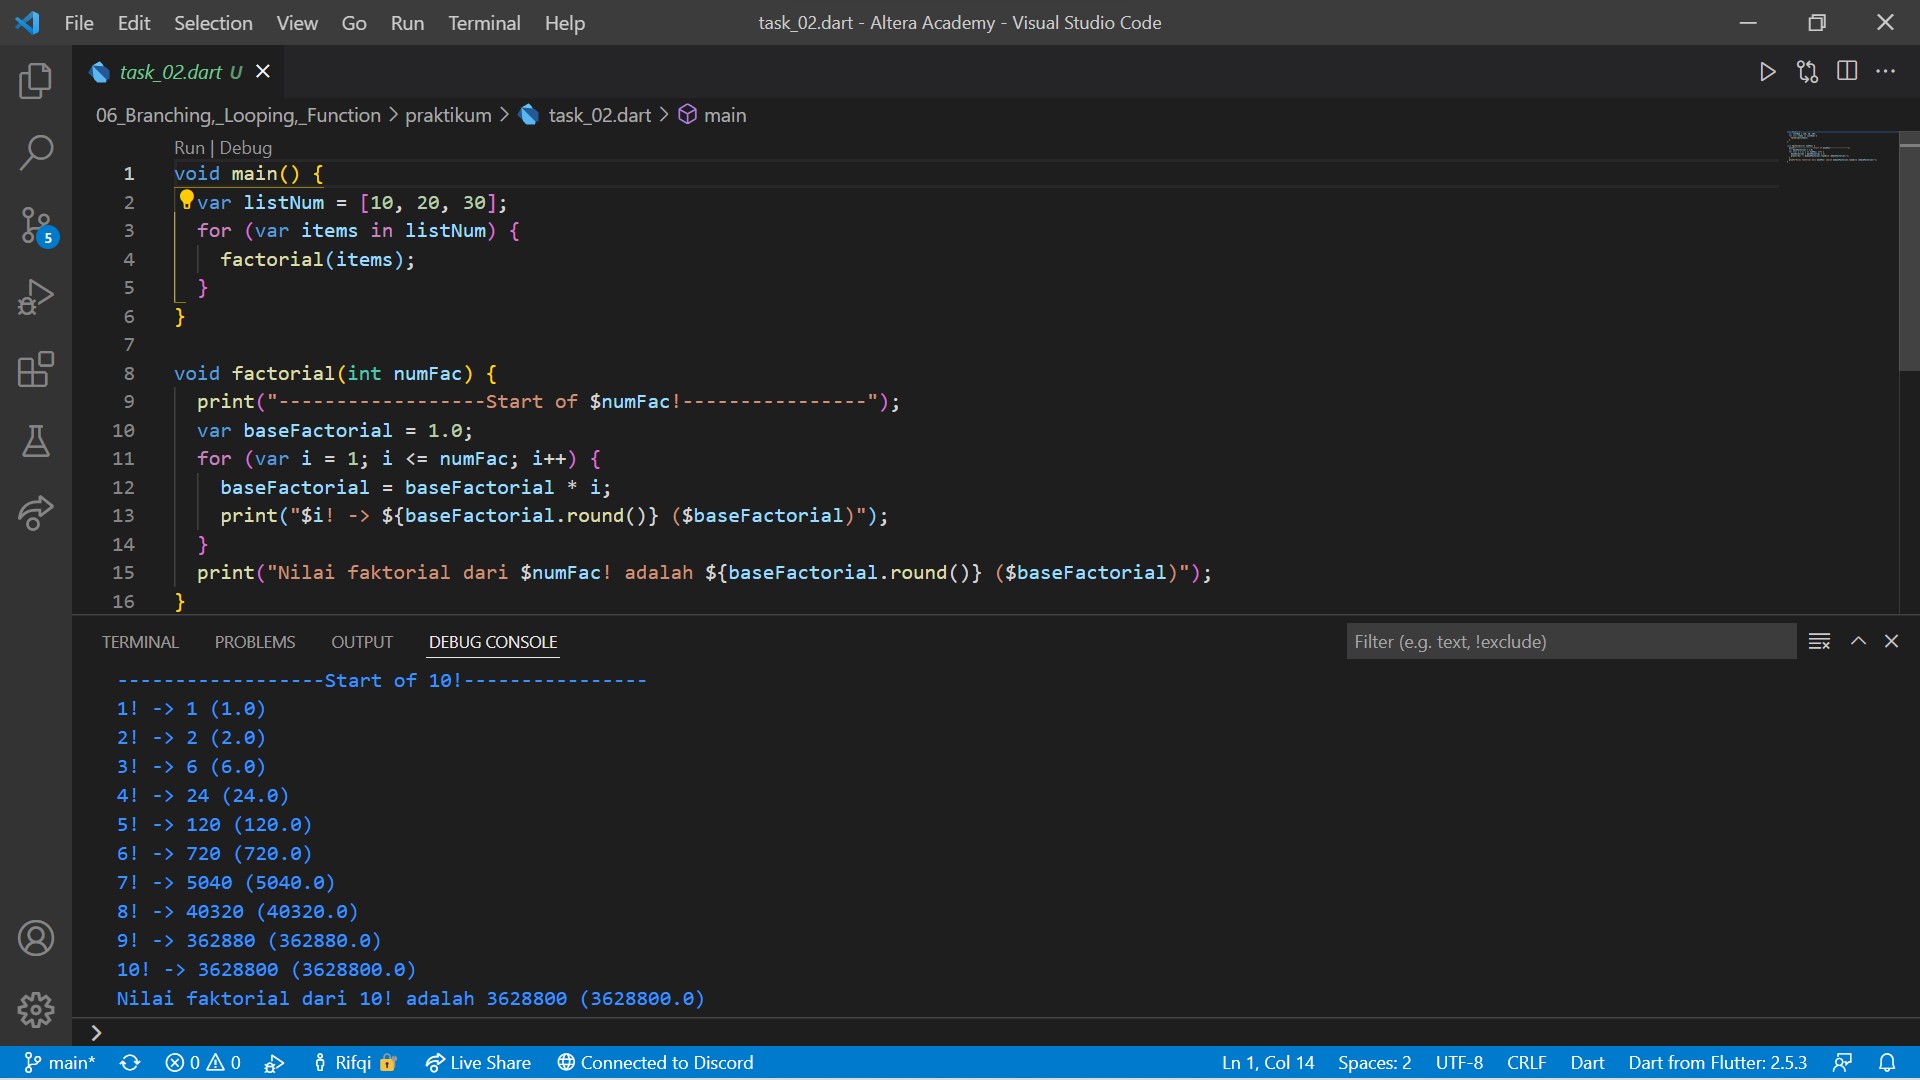 File Edit Selection View Go Run Terminal Help
task_02.dart - Altera Academy - Visual Studio Code
task_02.dart U
06_Branching,_Looping,_Function > praktikum > task_02.dart > main
Run | Debug
1 void main() {
2 var listNum = [10, 20, 30];
3 for (var items in listNum) {
4 factorial(items);
5 }
6 }
7
8 void factorial(int numFac) {
9 print("------------------Start of $numFac!----------------");
10 var baseFactorial = 1.0;
11 for (var i = 1; i <= numFac; i++) {
12 baseFactorial = baseFactorial * i;
13 print("$i! -> ${baseFactorial.round()} ($baseFactorial)");
14 }
15 print("Nilai faktorial dari $numFac! adalah ${baseFactorial.round()} ($baseFactorial)");
16 }
5
TERMINAL PROBLEMS OUTPUT DEBUG CONSOLE
Filter (e.g. text, !exclude)
------------------Start of 10!----------------
1! -> 1 (1.0)
2! -> 2 (2.0)
3! -> 6 (6.0)
4! -> 24 (24.0)
5! -> 120 (120.0)
6! -> 720 (720.0)
7! -> 5040 (5040.0)
8! -> 40320 (40320.0)
9! -> 362880 (362880.0)
10! -> 3628800 (3628800.0)
Nilai faktorial dari 10! adalah 3628800 (3628800.0)
>
main* 0 0 Rifqi Live Share Connected to Discord Ln 1, Col 14 Spaces: 2 UTF-8 CRLF Dart Dart from Flutter: 2.5.3